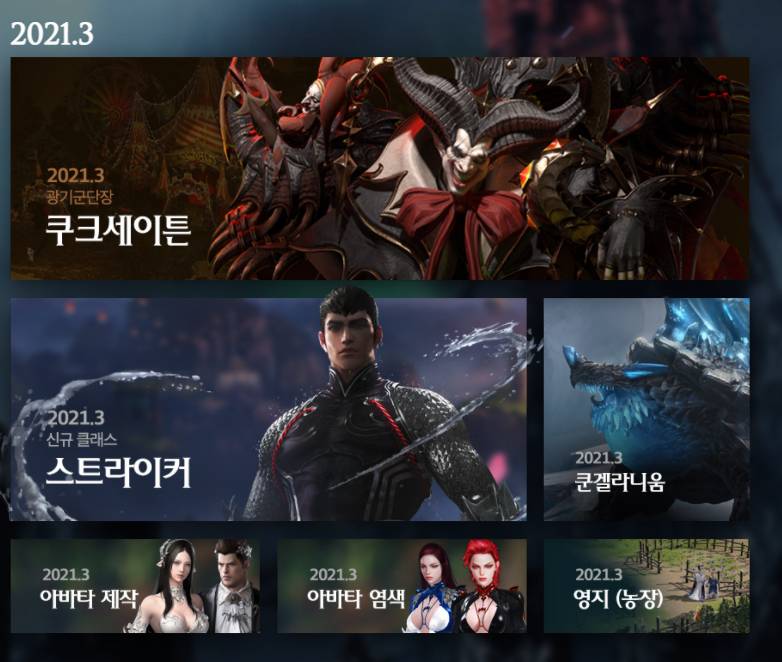 2021.3
2021.3
광기군단장
쿠크세이튼
2021.3
신규 클래스
스트라이커
2021.3
쿤겔라니움
2021.3
아바타 제작
2021.3
아바타 염색
2021.3
영지 (농장)